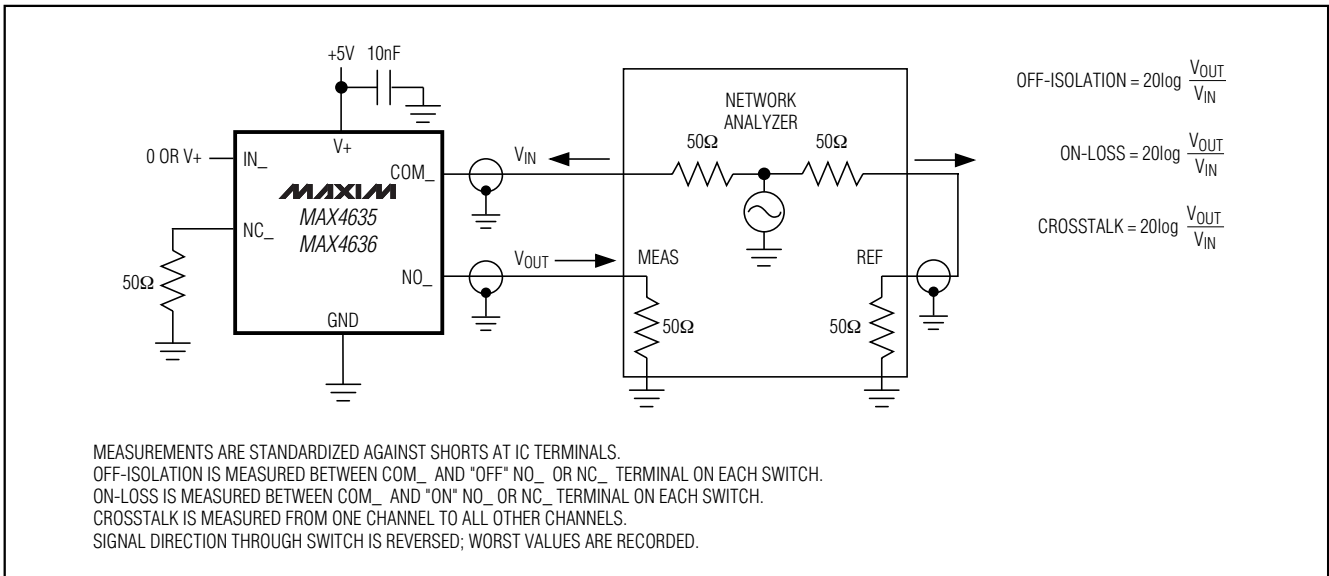 +5V 10nF
V+
0 OR V+
IN_
COM_
MAXIM
MAX4635
MAX4636
NC_
NO_
50Ω
GND
VIN
VOUT
NETWORK
ANALYZER
50Ω 50Ω
MEAS REF
50Ω 50Ω
OFF-ISOLATION = 20log VOUT
VIN
ON-LOSS = 20log VOUT
VIN
CROSSTALK = 20log VOUT
VIN
MEASUREMENTS ARE STANDARDIZED AGAINST SHORTS AT IC TERMINALS.
OFF-ISOLATION IS MEASURED BETWEEN COM_ AND "OFF" NO_ OR NC_ TERMINAL ON EACH SWITCH.
ON-LOSS IS MEASURED BETWEEN COM_ AND "ON" NO_ OR NC_ TERMINAL ON EACH SWITCH.
CROSSTALK IS MEASURED FROM ONE CHANNEL TO ALL OTHER CHANNELS.
SIGNAL DIRECTION THROUGH SWITCH IS REVERSED; WORST VALUES ARE RECORDED.